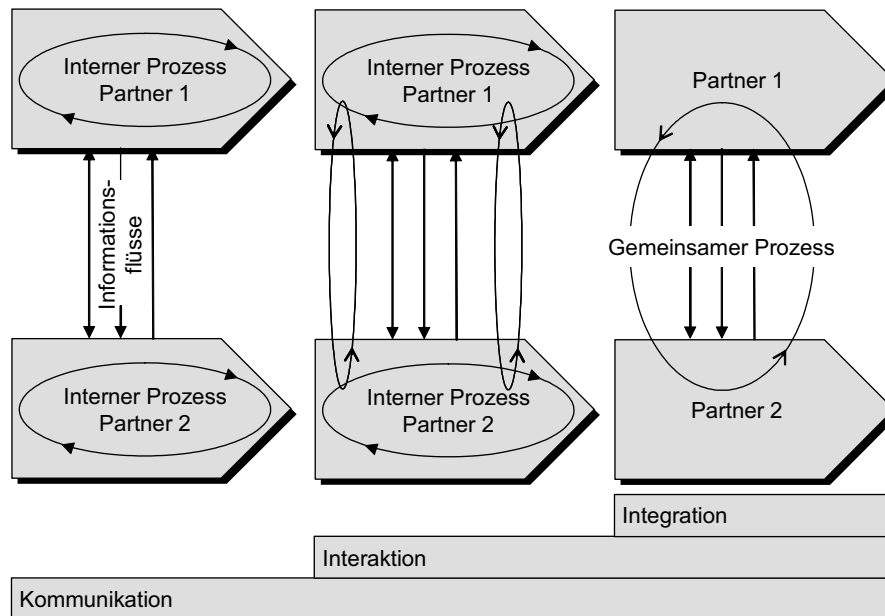 Interner Prozess
Partner 1
Interner Prozess
Partner 1
Partner 1
Informations-
flüsse
Gemeinsamer Prozess
Interner Prozess
Partner 2
Interner Prozess
Partner 2
Partner 2
Integration
Interaktion
Kommunikation